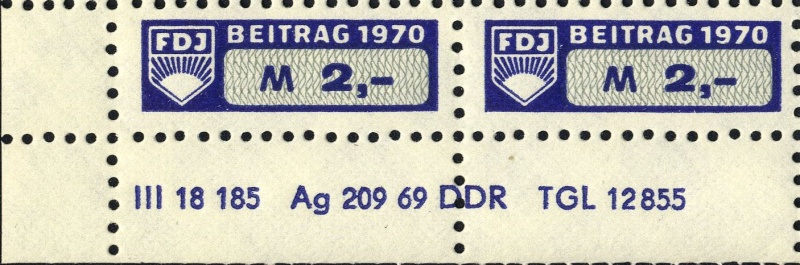 FDJ BEITRAG 1970 FDJ BEITRAG 1970
M 2,- M 2,-
III 18 185 Ag 209 69 DDR TGL 12855